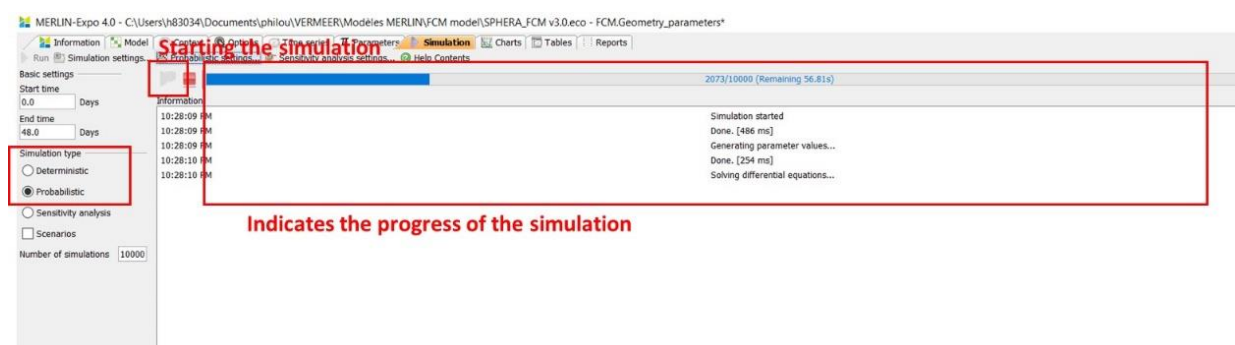 MERLIN-Expo 4.0 - C:\Users\h83034\Documents\philou\VERMEER\Modèles MERLIN\FCM model\SPHERA_FCM v3.0.eco - FCM.Geometry_parameters*
Information Model Context Options Time series Parameters Simulation Charts Tables Reports
Starting the simulation
Run Simulation settings... Probabilistic settings... Sensitivity analysis settings... Help Contents
Basic settings
2073/10000 (Remaining 56.81s)
Start time
0.0 Days
Information
End time
10:28:09 PM Simulation started
48.0 Days
10:28:09 PM Done. [486 ms]
10:28:09 PM Generating parameter values...
Simulation type
10:28:10 PM Done. [254 ms]
Deterministic
10:28:10 PM Solving differential equations...
Probabilistic
Sensitivity analysis
Indicates the progress of the simulation
Scenarios
Number of simulations 10000